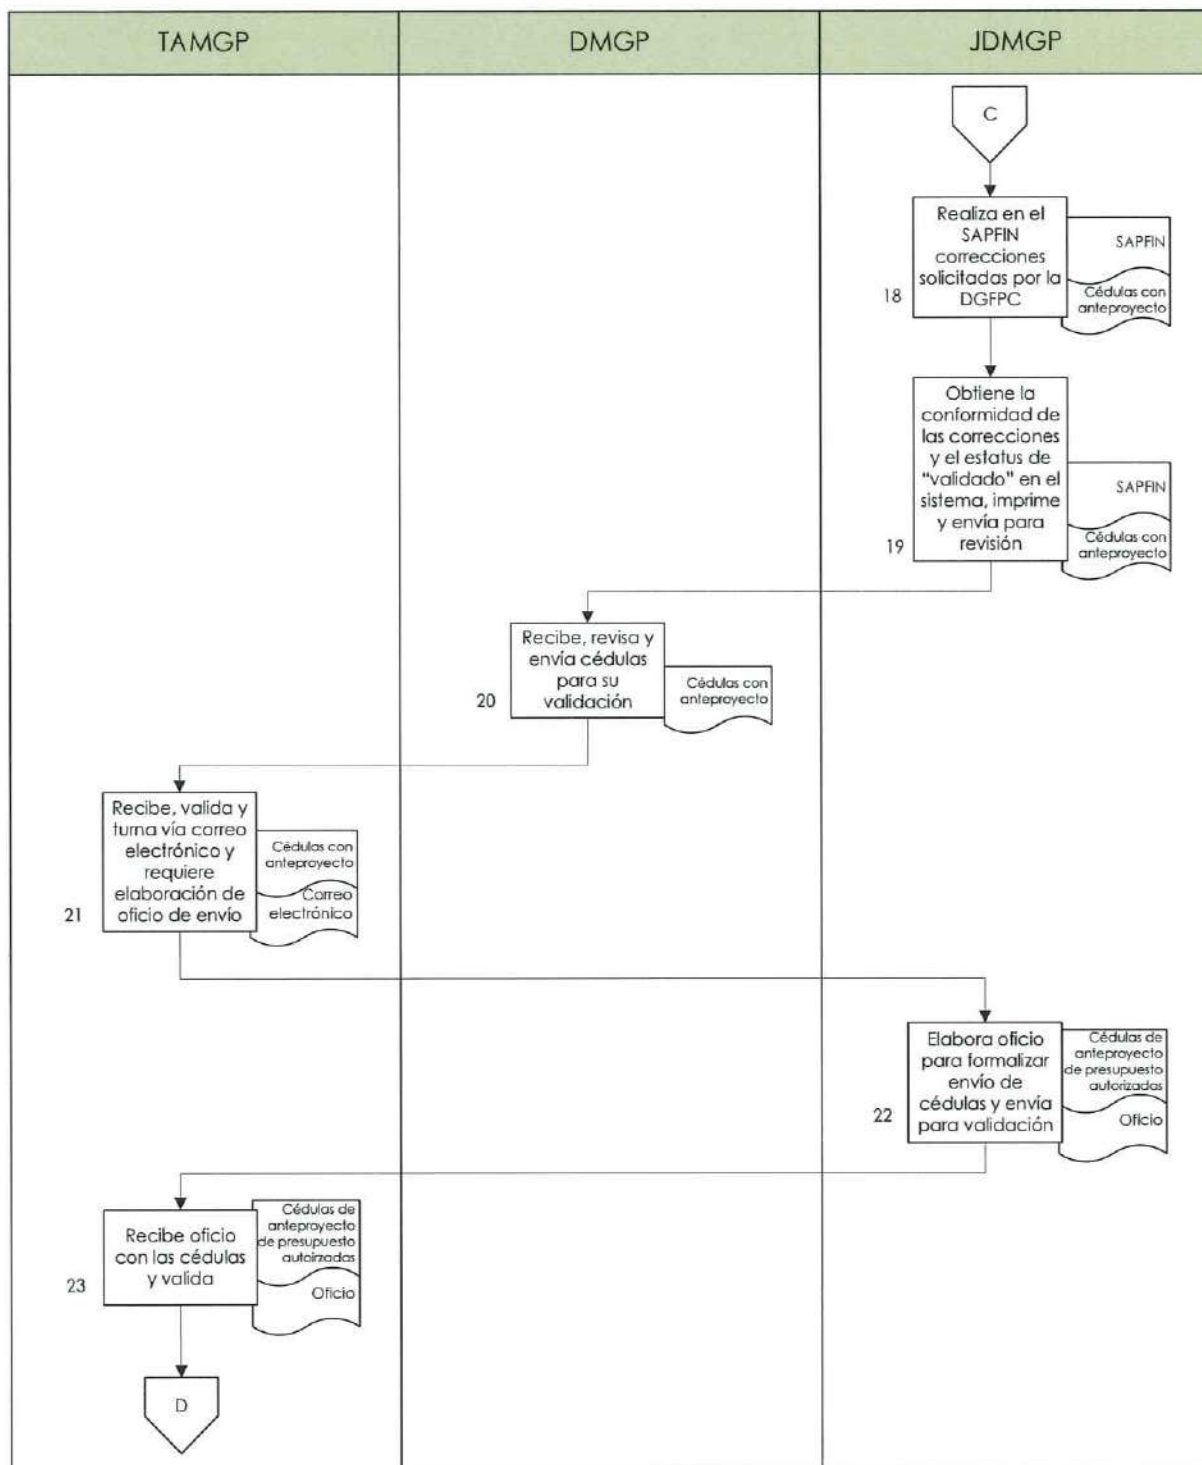 TAMGP
DMGP
JDMGP
C
Realiza en el
SAPFIN
correcciones
solicitadas por la
DGFPC
18
SAPFIN
Cédulas con
anteproyecto
Obtiene la
conformidad de
las correcciones
y el estatus de
“validado” en el
sistema, imprime
y envía para
revisión
19
SAPFIN
Cédulas con
anteproyecto
Recibe, revisa y
envía cédulas
para su
validación
20
Cédulas con
anteproyecto
Recibe, valida y
turna vía correo
electrónico y
requiere
elaboración de
oficio de envío
21
Cédulas con
anteproyecto
Correo
electrónico
Elabora oficio
para formalizar
envío de
cédulas y envía
para validación
22
Cédulas de
anteproyecto
de presupuesto
autorizadas
Oficio
Recibe oficio
con las cédulas
y valida
23
Cédulas de
anteproyecto
de presupuesto
autoirzadas
Oficio
D